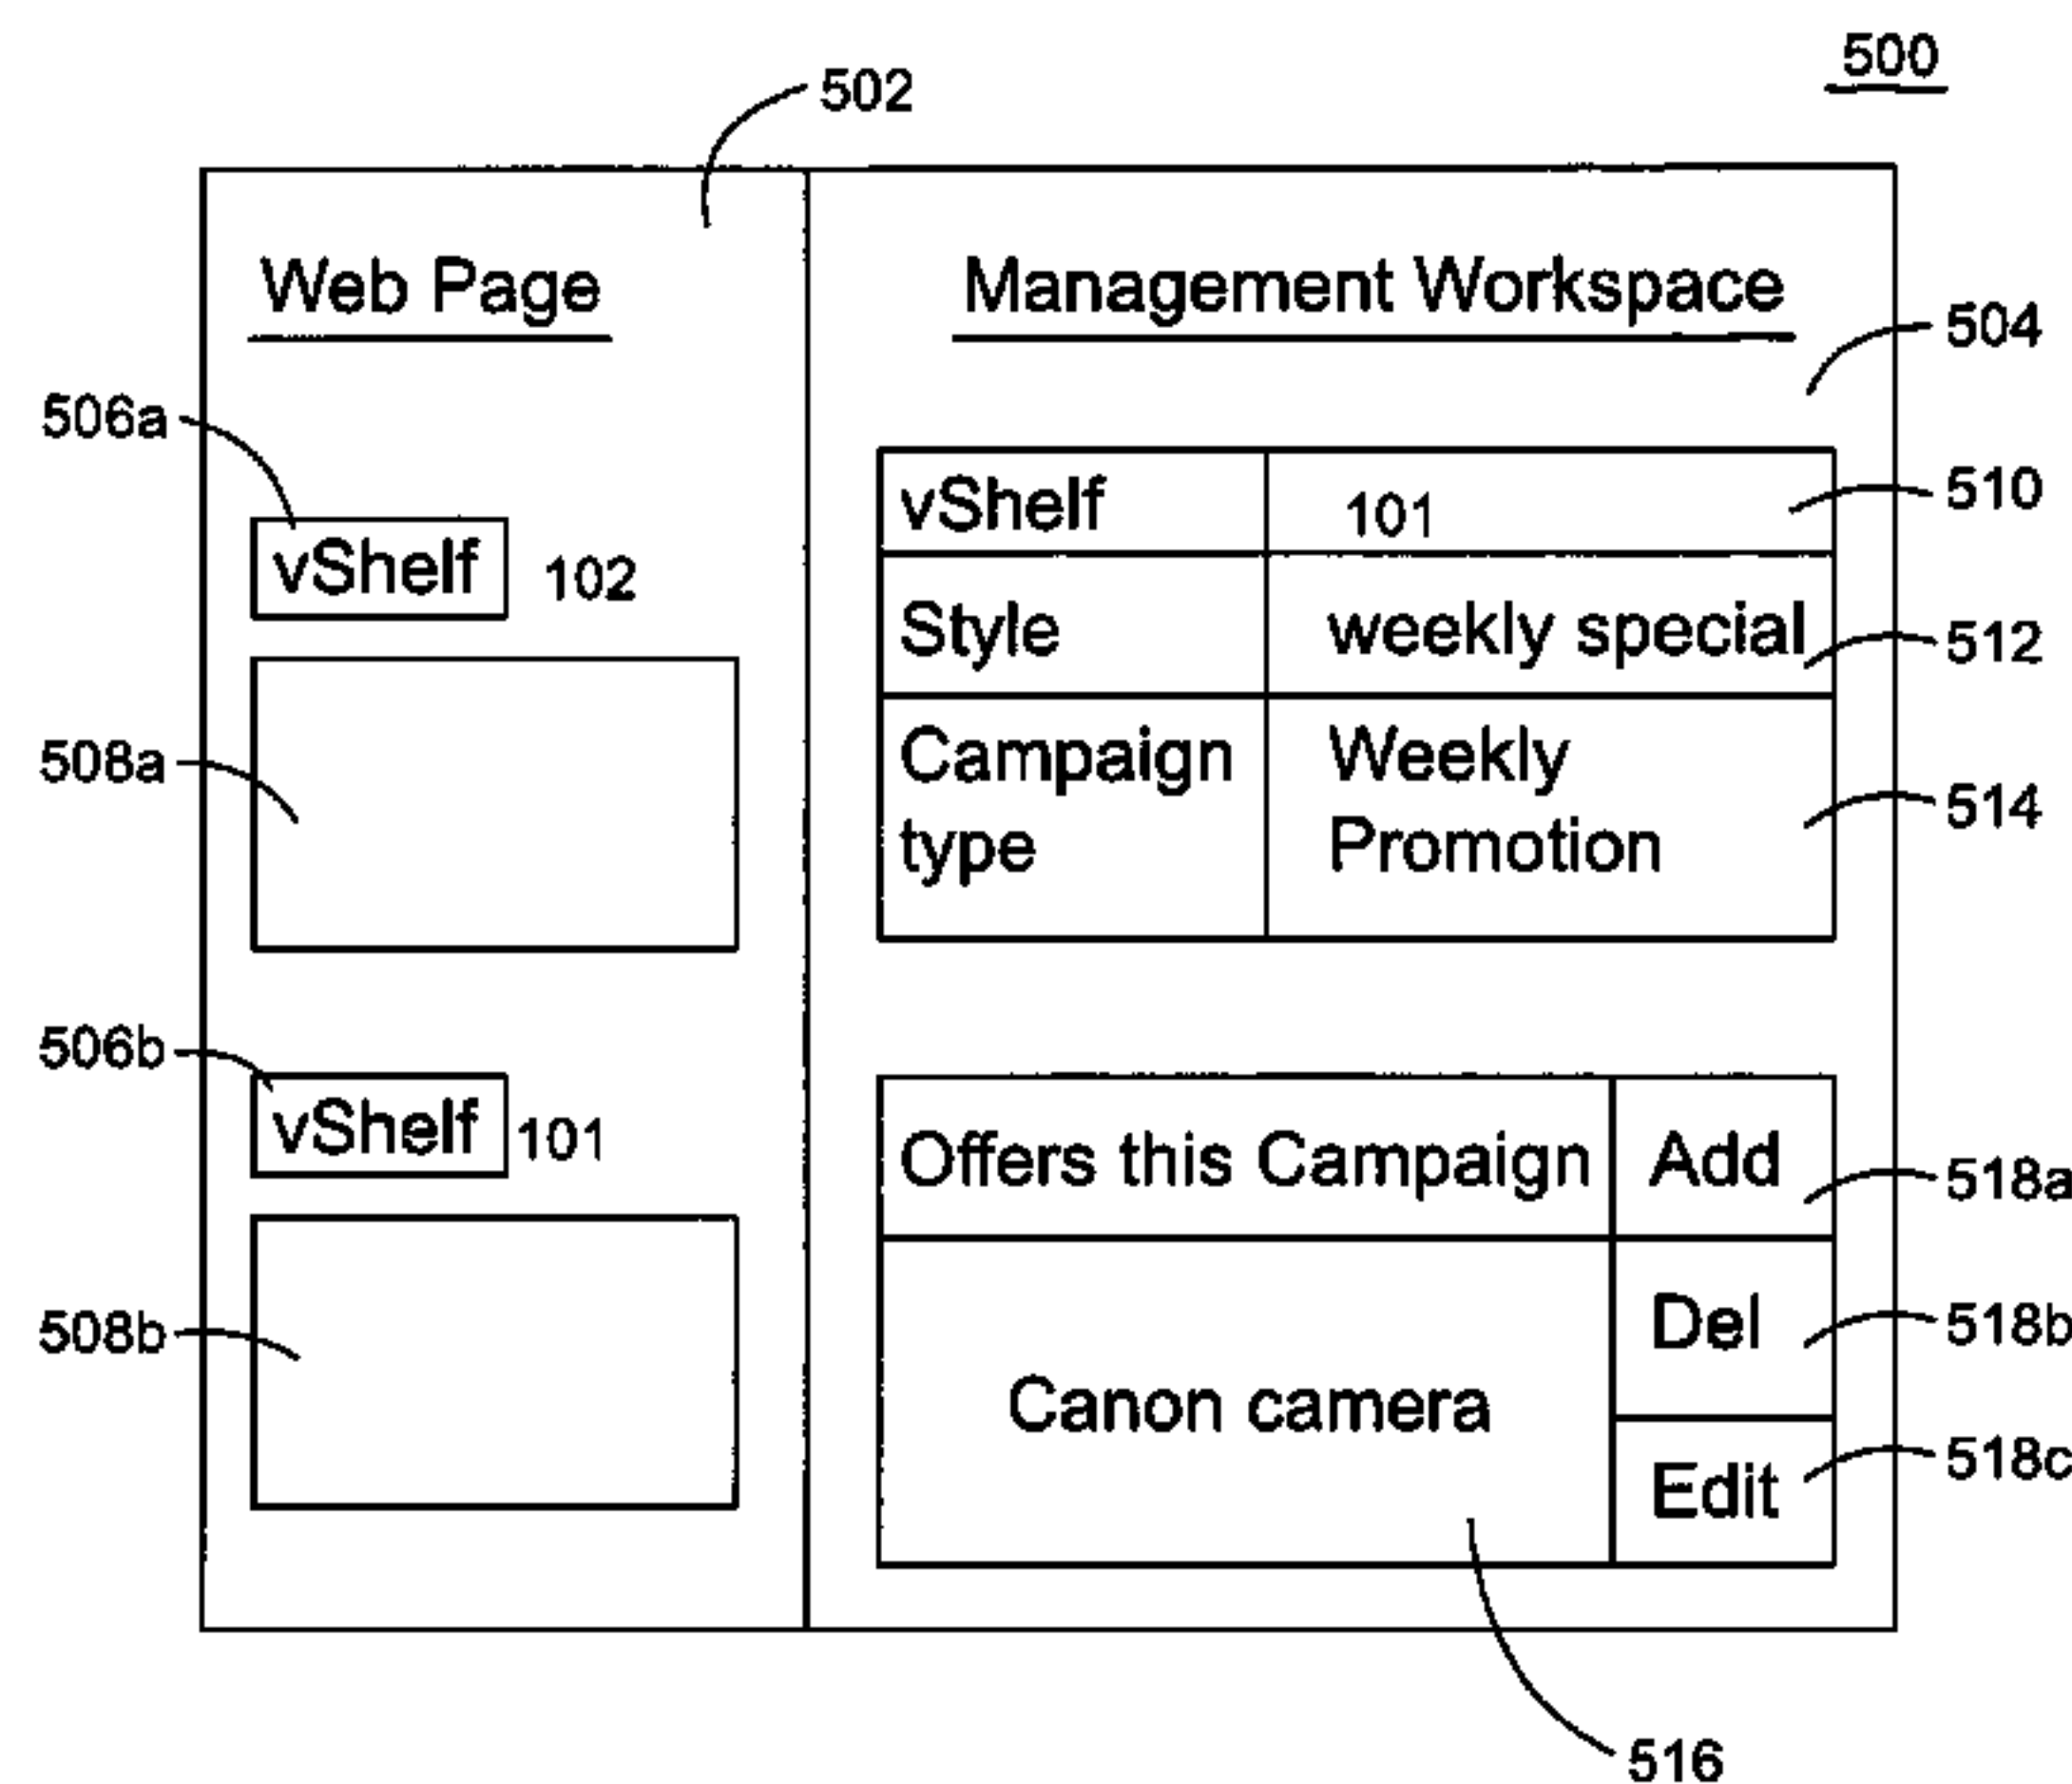 500
502
Web Page
Management Workspace
504
506a
vShelf 102
508a
506b
vShelf 101
508b
vShelf 101
510
Style weekly special
512
Campaign type Weekly Promotion
514
Offers this Campaign Add
518a
Del
518b
Canon camera
Edit
518c
516